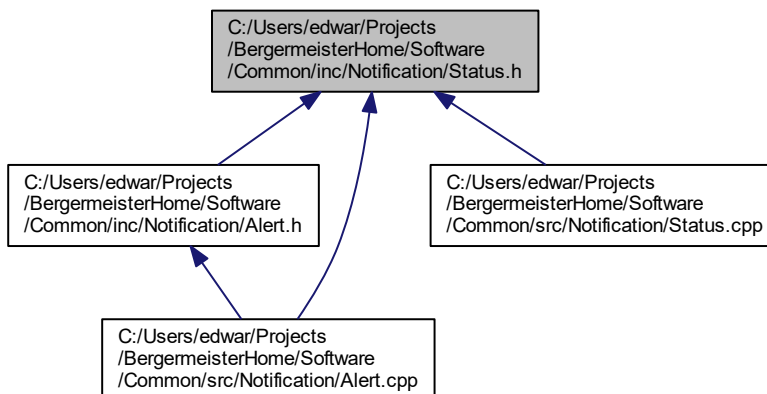 C:/Users/edwar/Projects
/BergermeisterHome/Software
/Common/inc/Notification/Status.h
C:/Users/edwar/Projects
/BergermeisterHome/Software
/Common/inc/Notification/Alert.h
C:/Users/edwar/Projects
/BergermeisterHome/Software
/Common/src/Notification/Status.cpp
C:/Users/edwar/Projects
/BergermeisterHome/Software
/Common/src/Notification/Alert.cpp